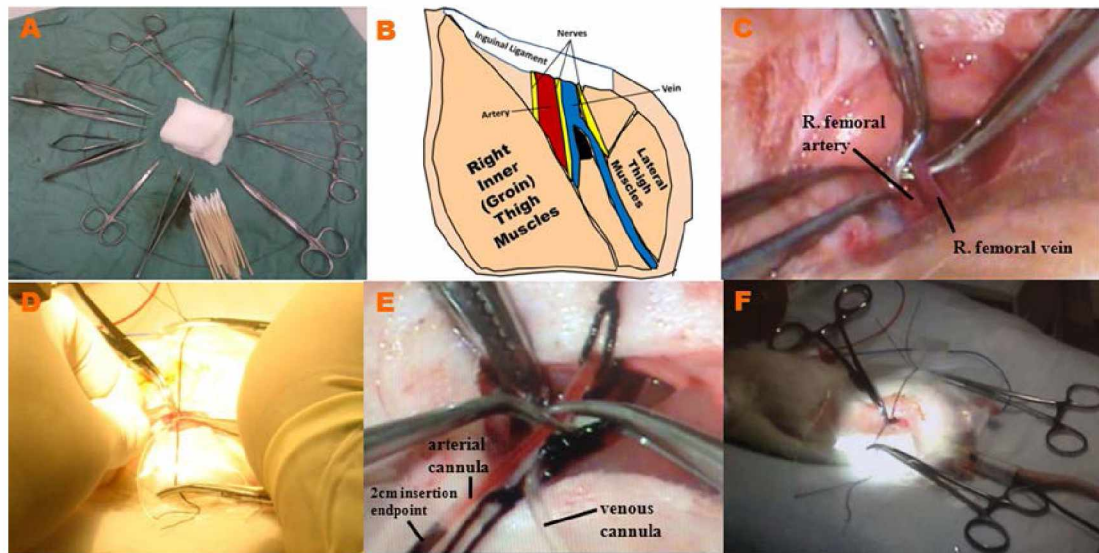 A
B
Inguinal Ligament
Nerves
Vein
Artery
Right
Inner
(Groin)
Thigh
Muscles
Lateral
Thigh
Muscles
C
R. femoral
artery
R. femoral vein
D
E
arterial
cannula
2cm insertion
endpoint
venous
cannula
F